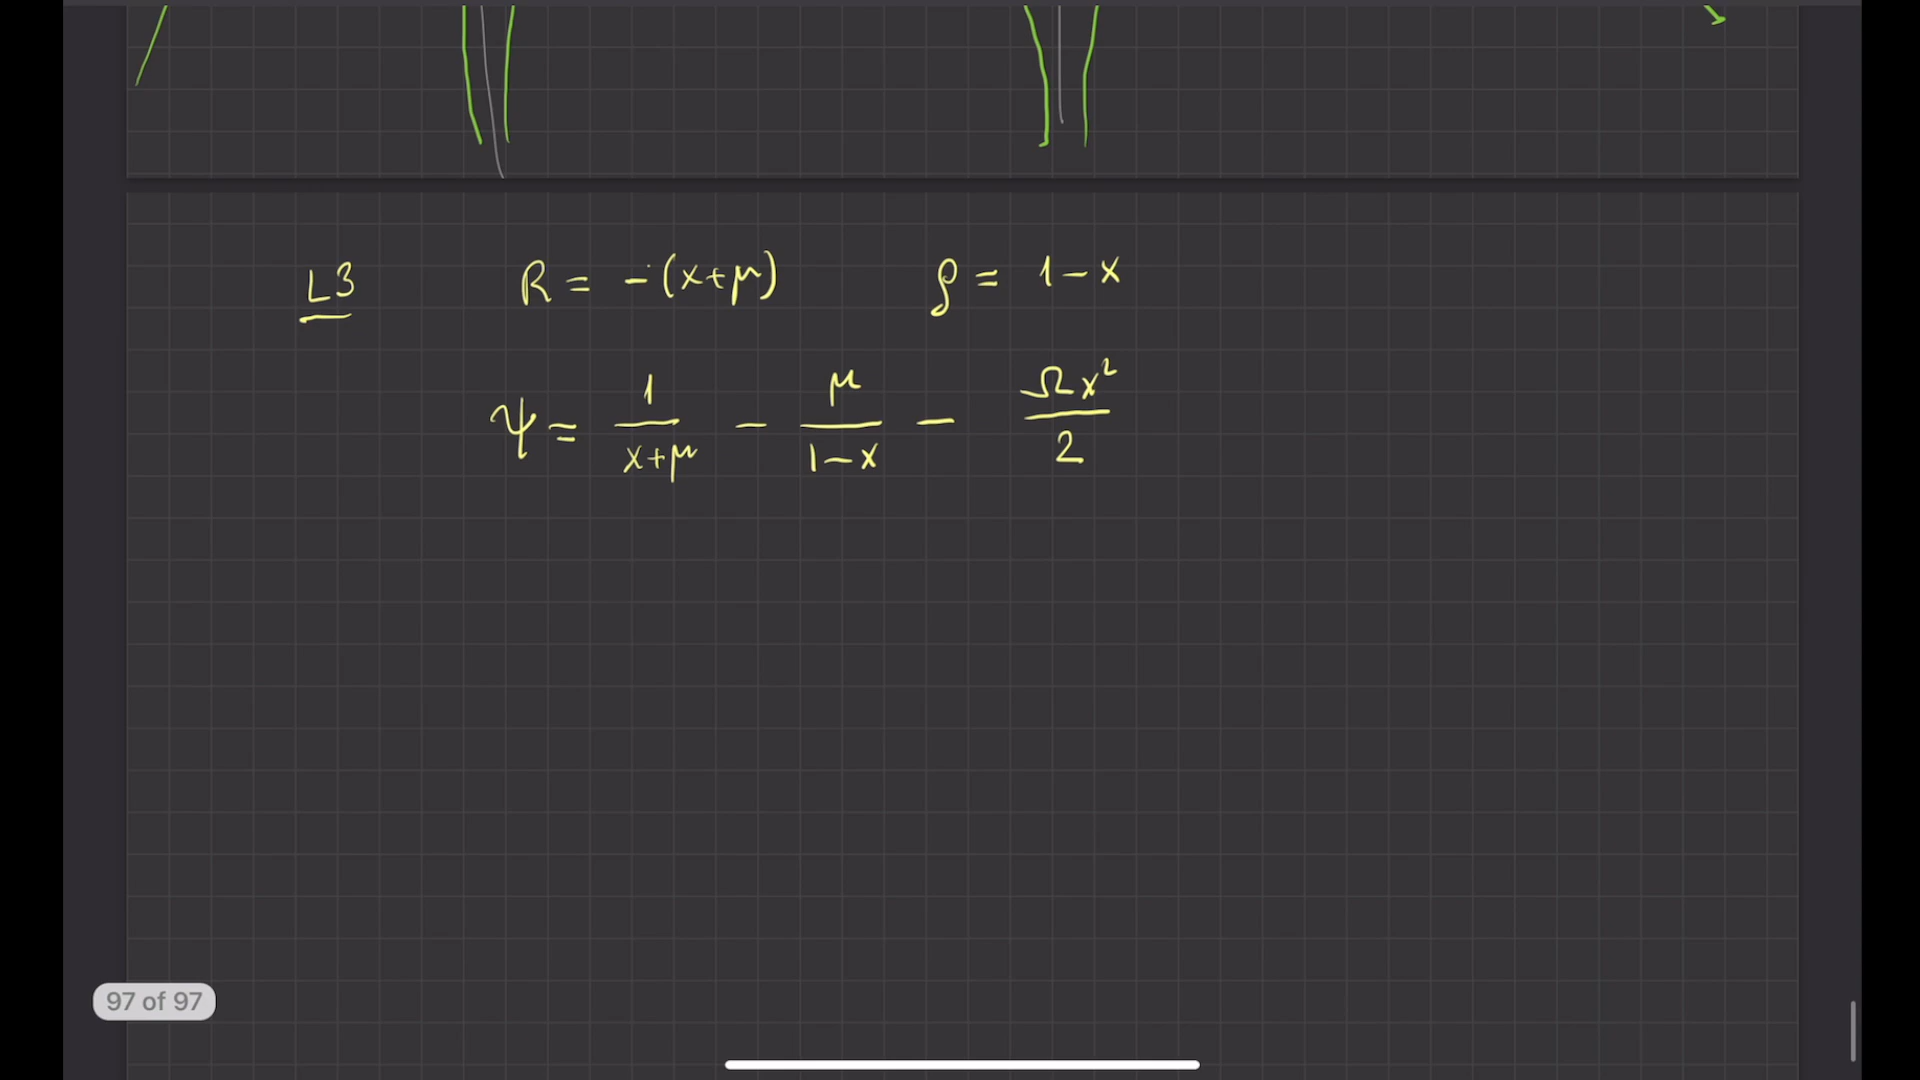 L3 R = -(x+μ) ρ = 1-x
Ψ = 1/(x+μ) - μ/(1-x) - Ωx²/2
97 of 97